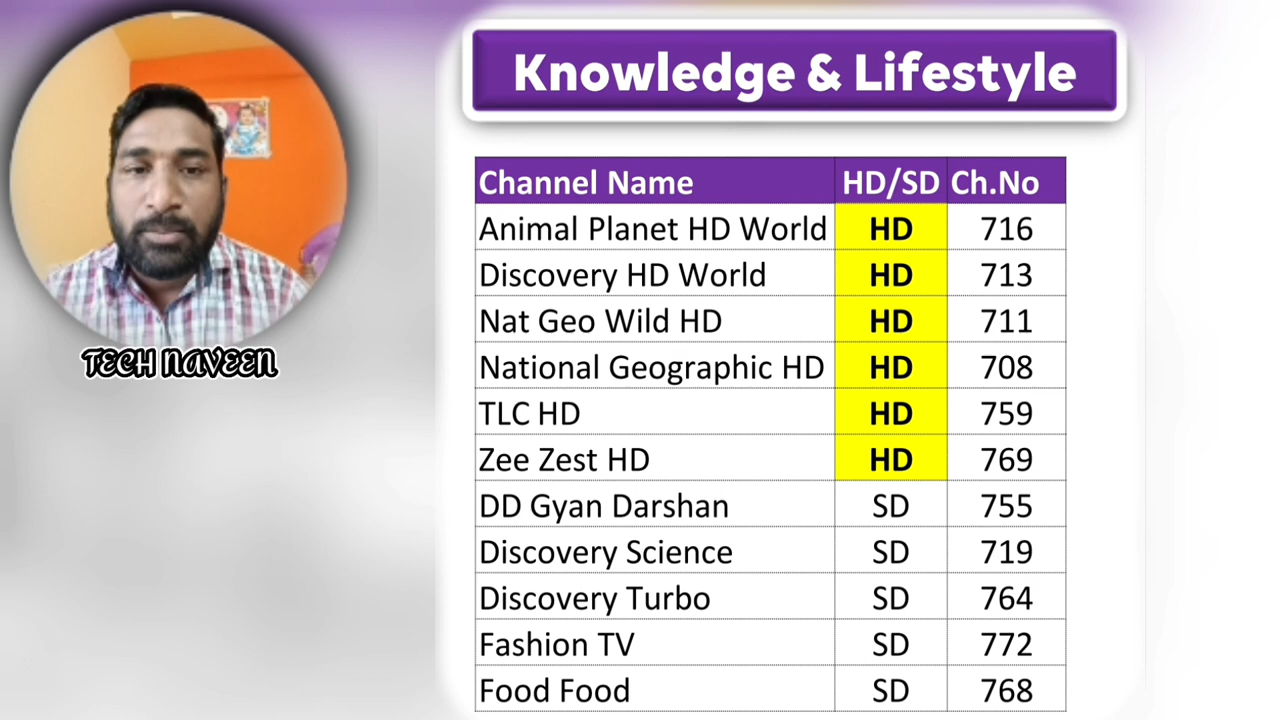 Knowledge & Lifestyle
Channel Name HD/SD Ch.No
Animal Planet HD World HD 716
Discovery HD World HD 713
Nat Geo Wild HD HD 711
National Geographic HD HD 708
TLC HD HD 759
Zee Zest HD HD 769
DD Gyan Darshan SD 755
Discovery Science SD 719
Discovery Turbo SD 764
Fashion TV SD 772
Food Food SD 768
TECH NAVEEN